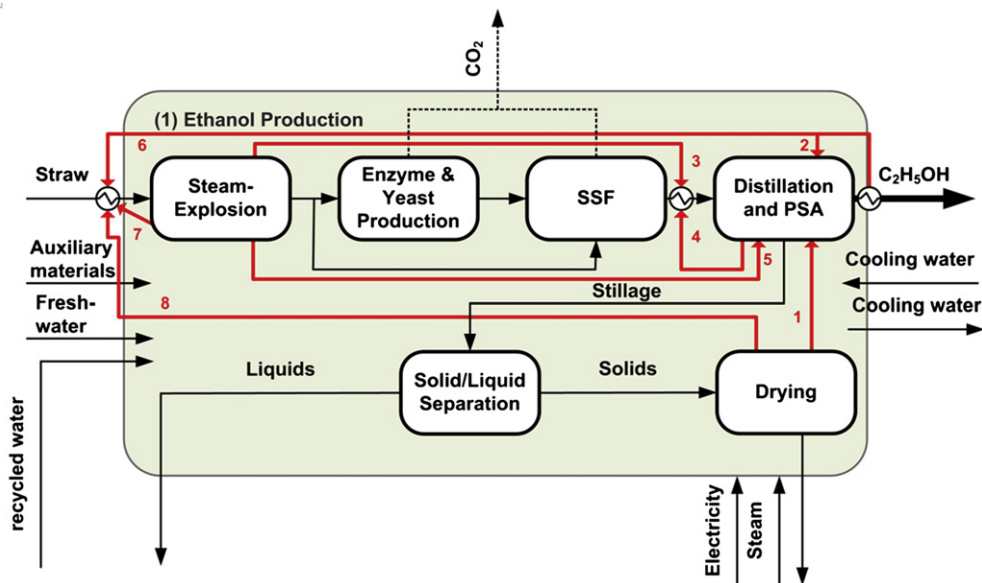 CO₂
(1) Ethanol Production
6
2
Straw
Steam-
Explosion
Enzyme &
Yeast
Production
SSF
3
Distillation
and PSA
C₂H₅OH
7
4
5
Auxiliary
materials
Cooling water
Fresh-
water
8
Stillage
1
Cooling water
Liquids
Solid/Liquid
Separation
Solids
Drying
recycled water
Electricity
Steam